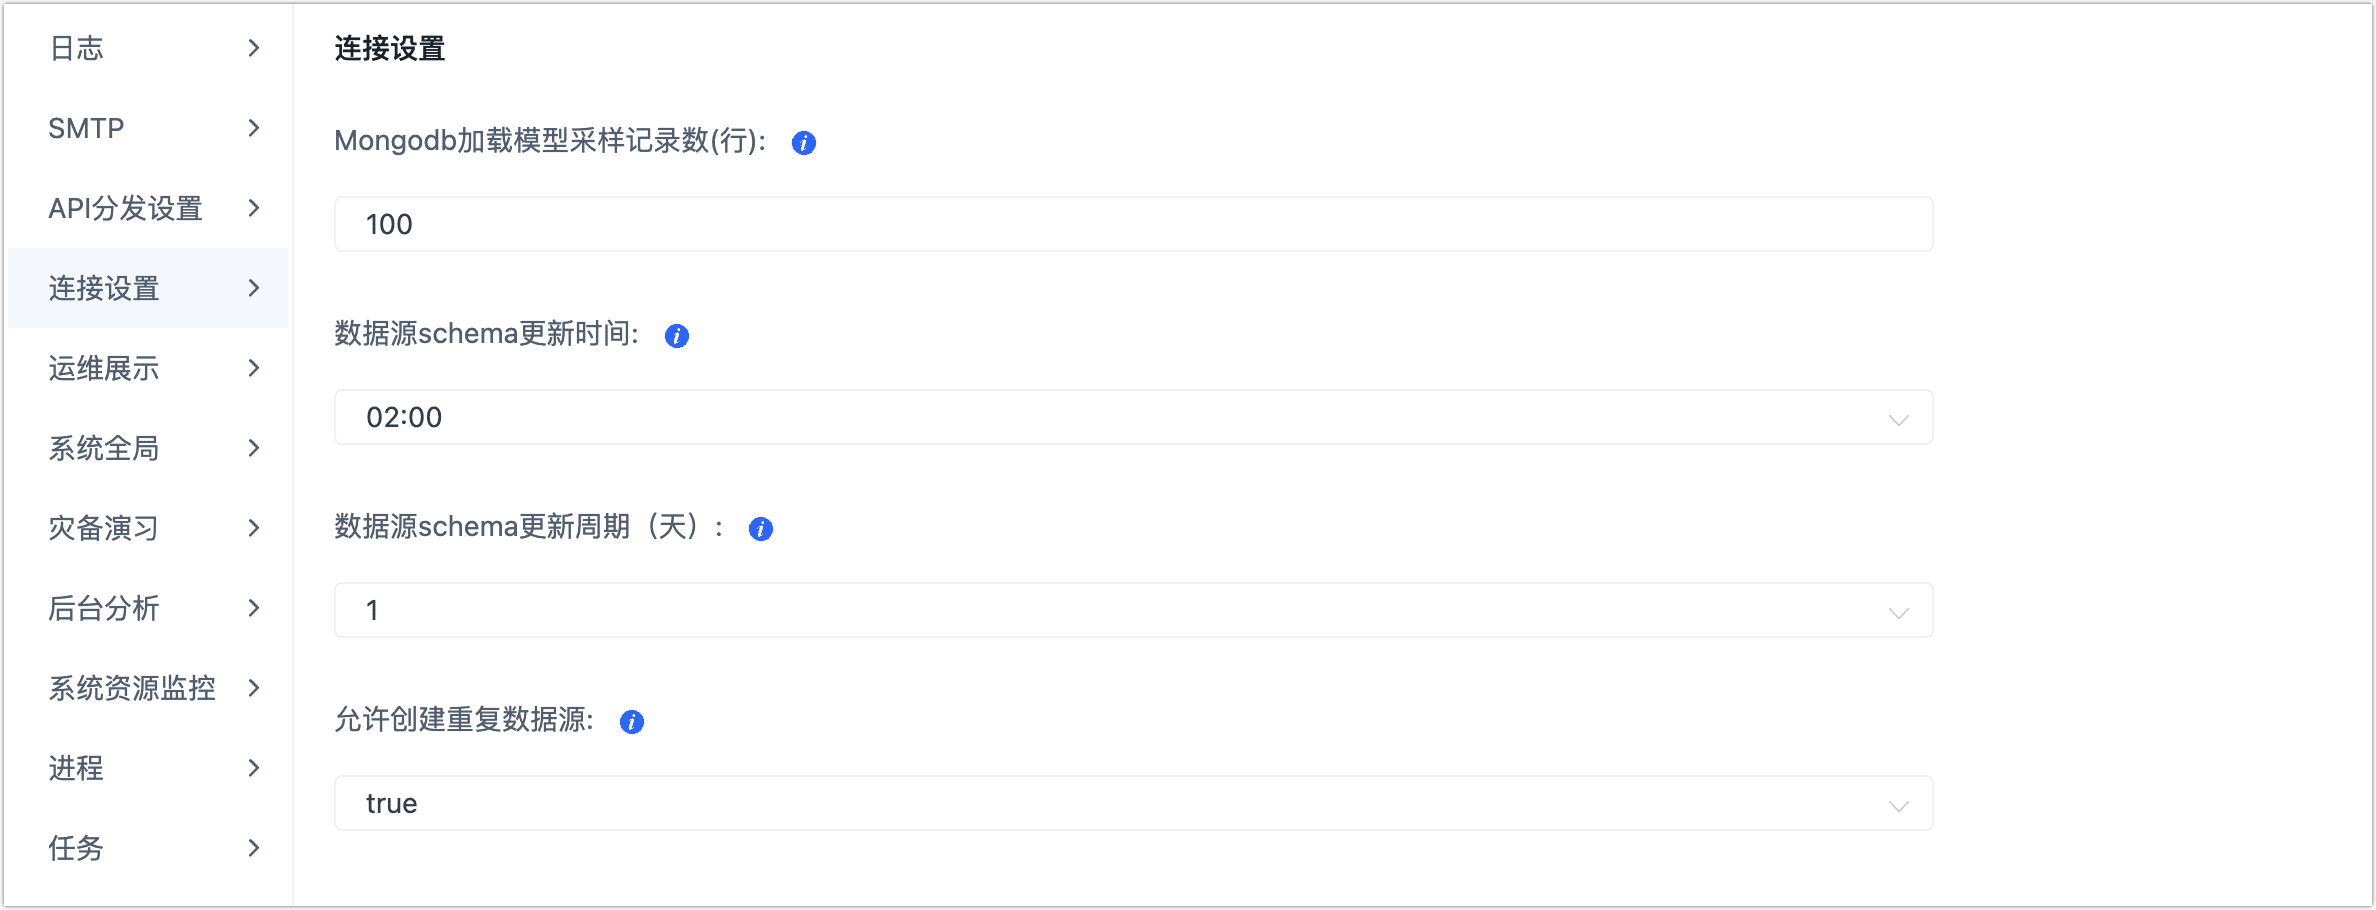 日志
SMTP
API分发设置
连接设置
运维展示
系统全局
灾备演习
后台分析
系统资源监控
进程
任务
连接设置
Mongodb加载模型采样记录数(行):
100
数据源schema更新时间:
02:00
数据源schema更新周期（天）:
1
允许创建重复数据源:
true